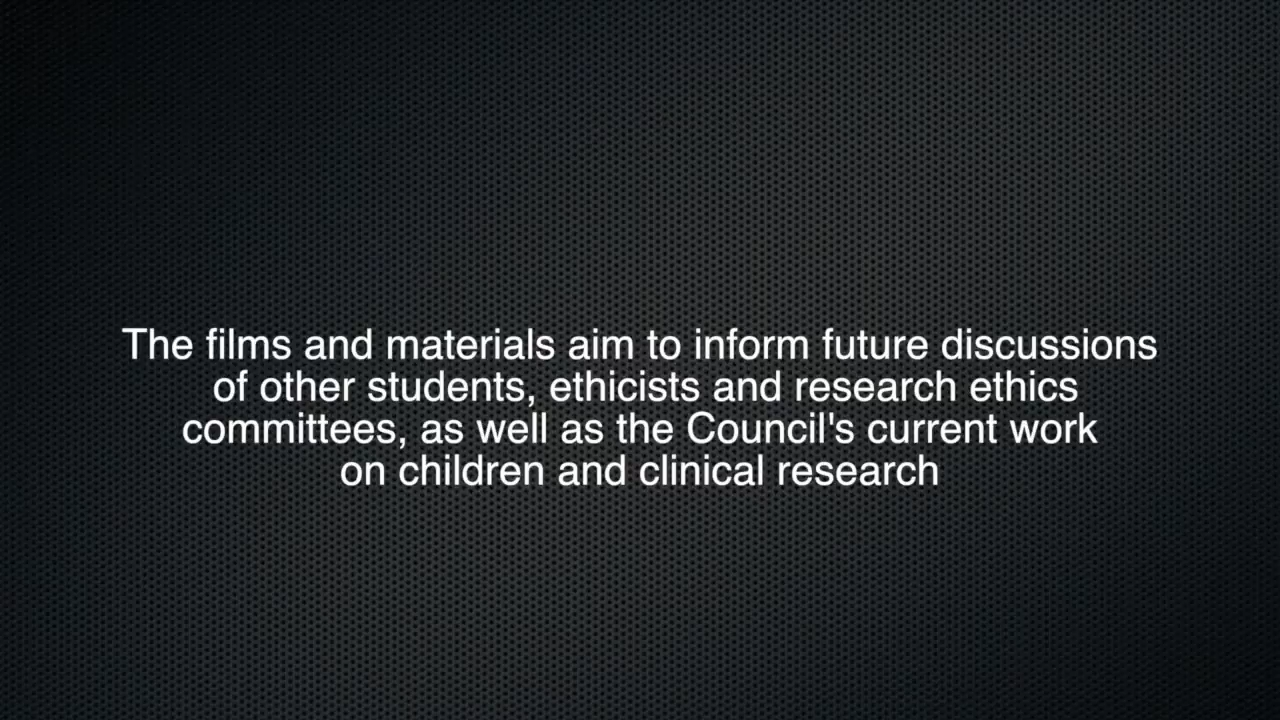 The films and materials aim to inform future discussions
of other students, ethicists and research ethics
committees, as well as the Council's current work
on children and clinical research